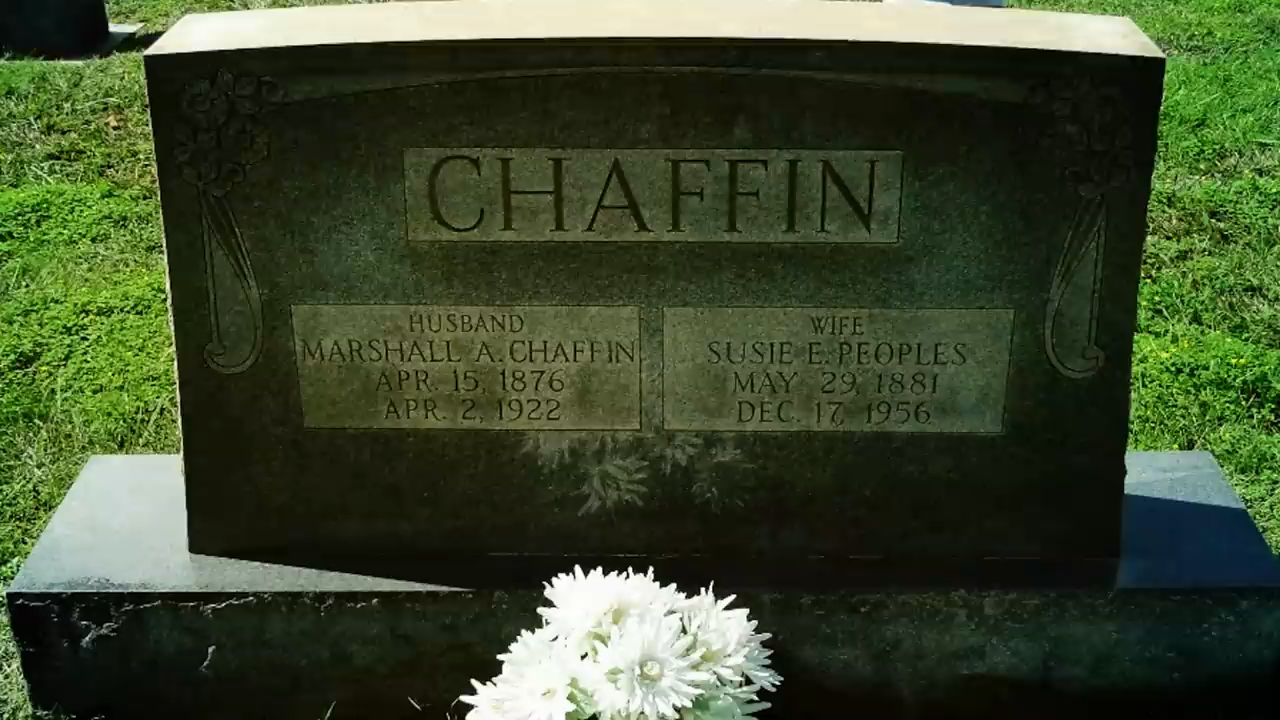 CHAFFIN
HUSBAND
MARSHALL A. CHAFFIN
APR. 15, 1876
APR. 2, 1922
WIFE
SUSIE E. PEOPLES
MAY 29, 1881
DEC. 17, 1956